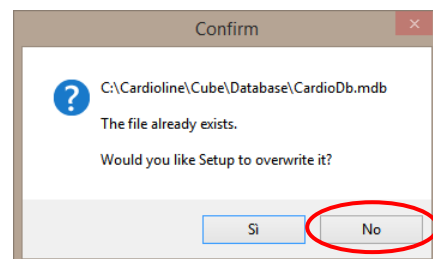 Confirm
C:\Cardioline\Cube\Database\CardioDb.mdb
The file already exists.
Would you like Setup to overwrite it?
Sì No